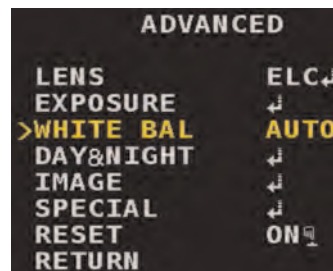 ADVANCED
LENS ELC↲
EXPOSURE ↲
>WHITE BAL AUTO
DAY&NIGHT ↲
IMAGE ↲
SPECIAL ↲
RESET ON
RETURN